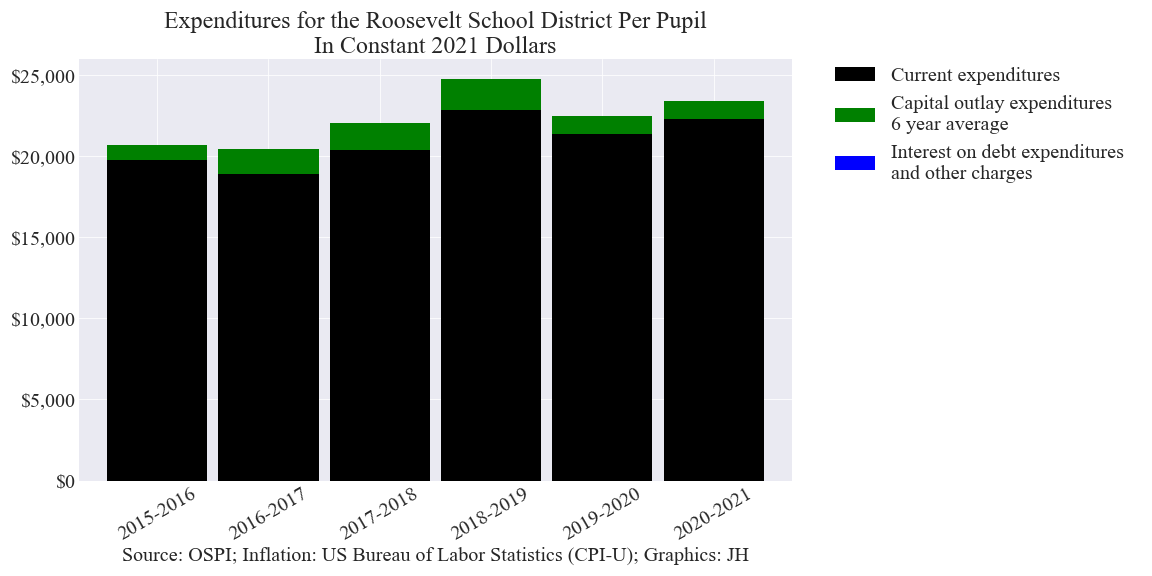 Expenditures for the Roosevelt School District Per Pupil
In Constant 2021 Dollars
$25,000
$20,000
$15,000
$10,000
$5,000
$0
2015-2016
2016-2017
2017-2018
2018-2019
2019-2020
2020-2021
Source: OSPI; Inflation: US Bureau of Labor Statistics (CPI-U); Graphics: JH
Current expenditures
Capital outlay expenditures
6 year average
Interest on debt expenditures
and other charges